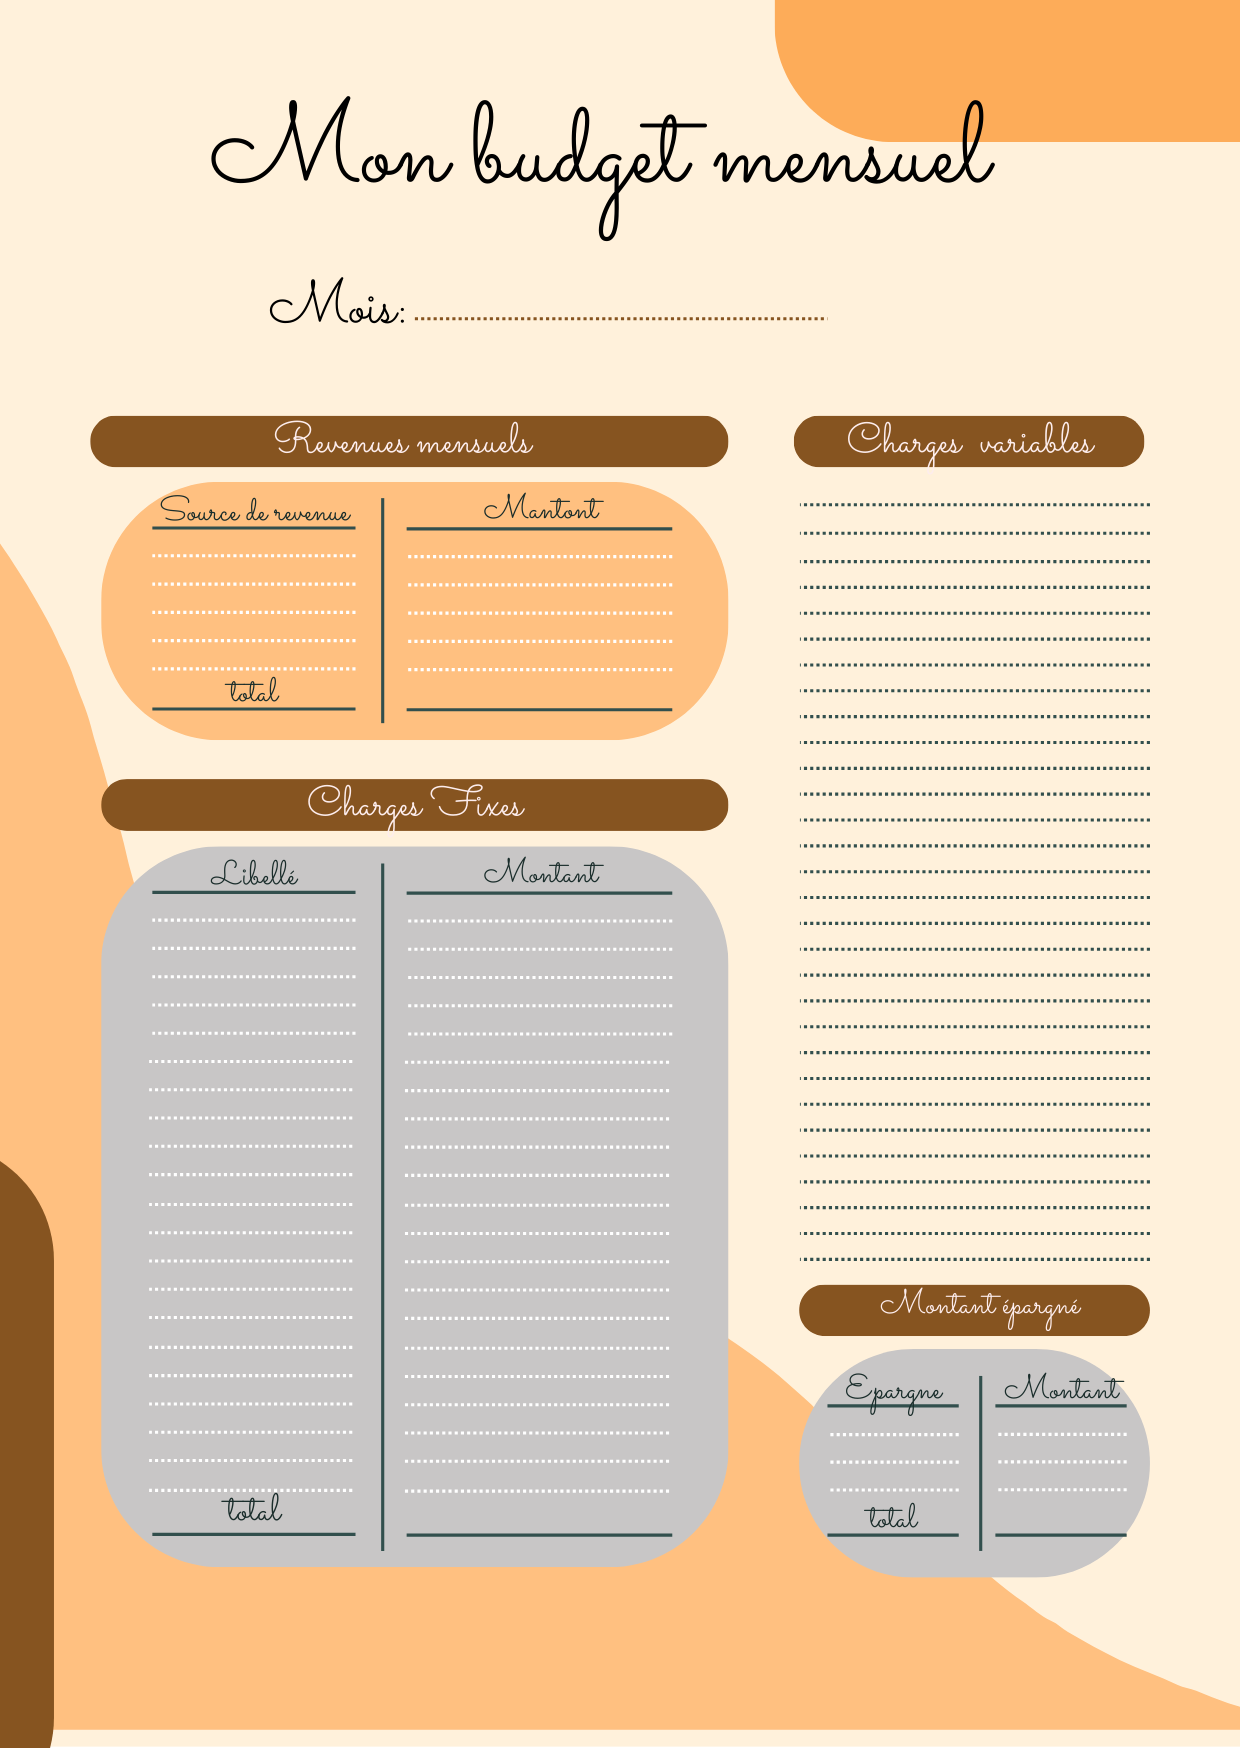 Mon budget mensuel
Mois:
Revenues mensuels
Source de revenue
Mantont
total
Charges Fixes
Libellé
Montant
total
Charges variables
Montant épargné
Epargne
Montant
total